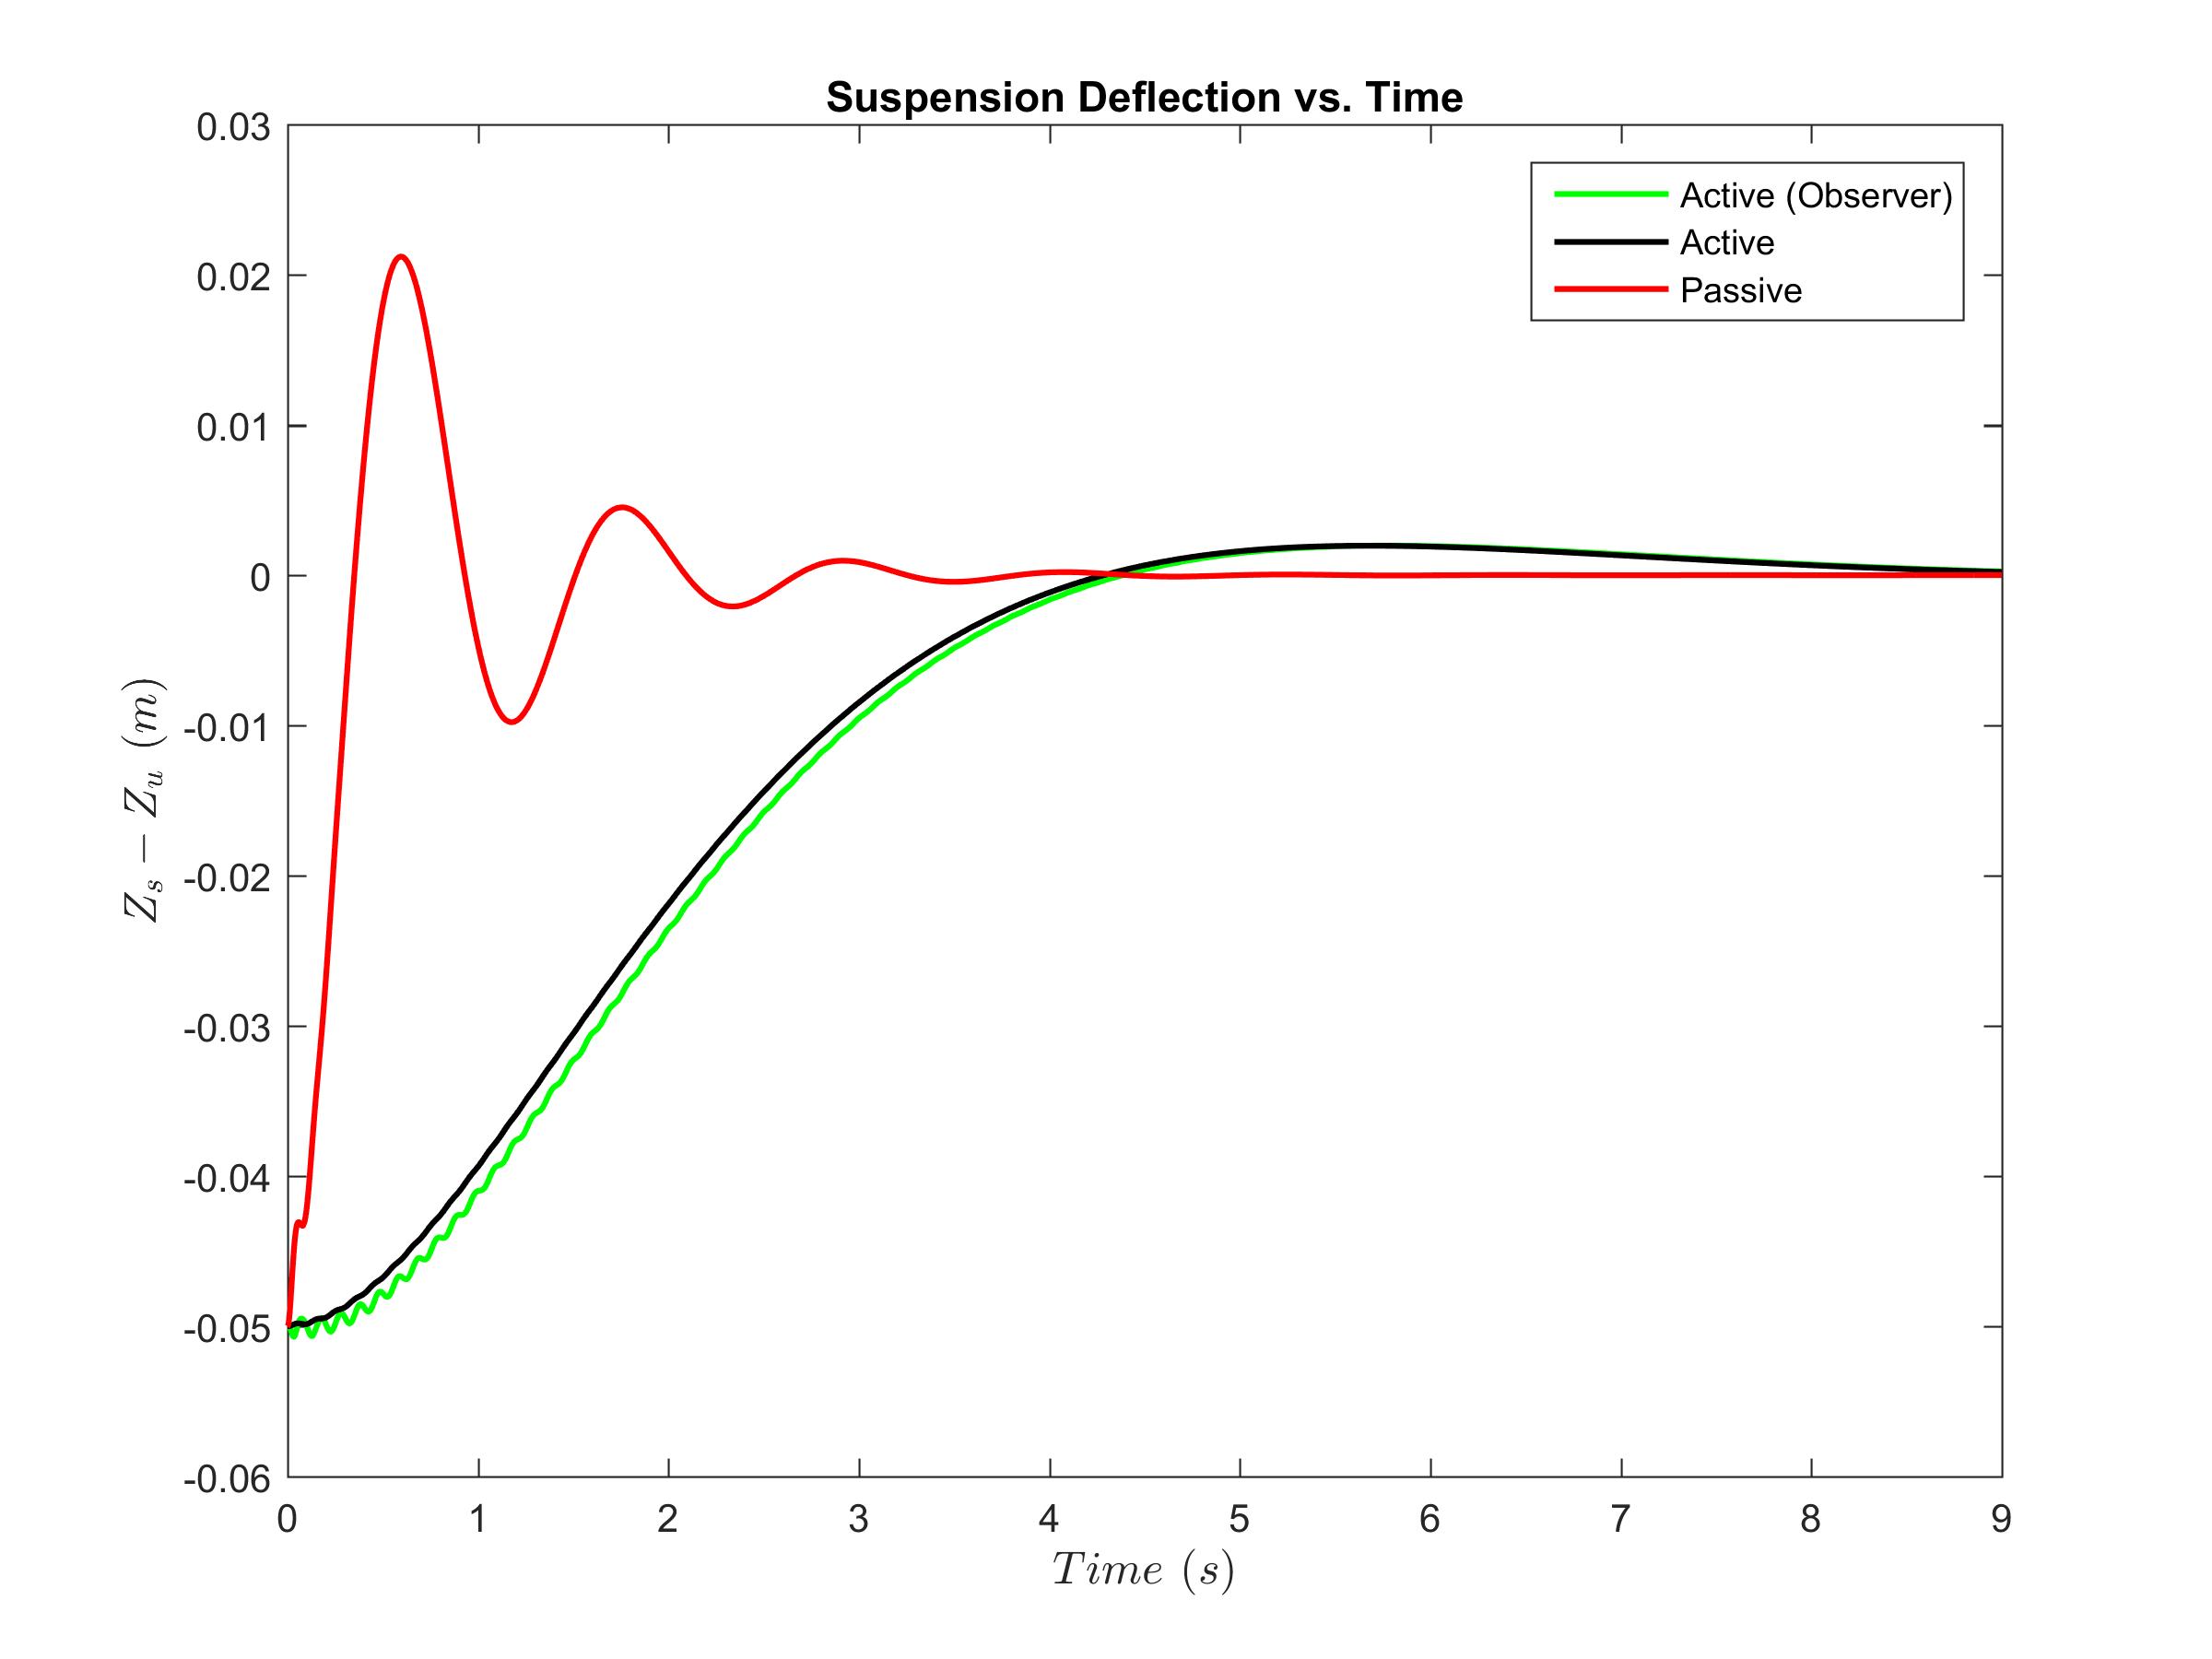 Suspension Deflection vs. Time
0.03
0.02
0.01
0
-0.01
-0.02
-0.03
-0.04
-0.05
-0.06
Z_s − Z_u (m)
Active (Observer)
Active
Passive
0 1 2 3 4 5 6 7 8 9
Time (s)